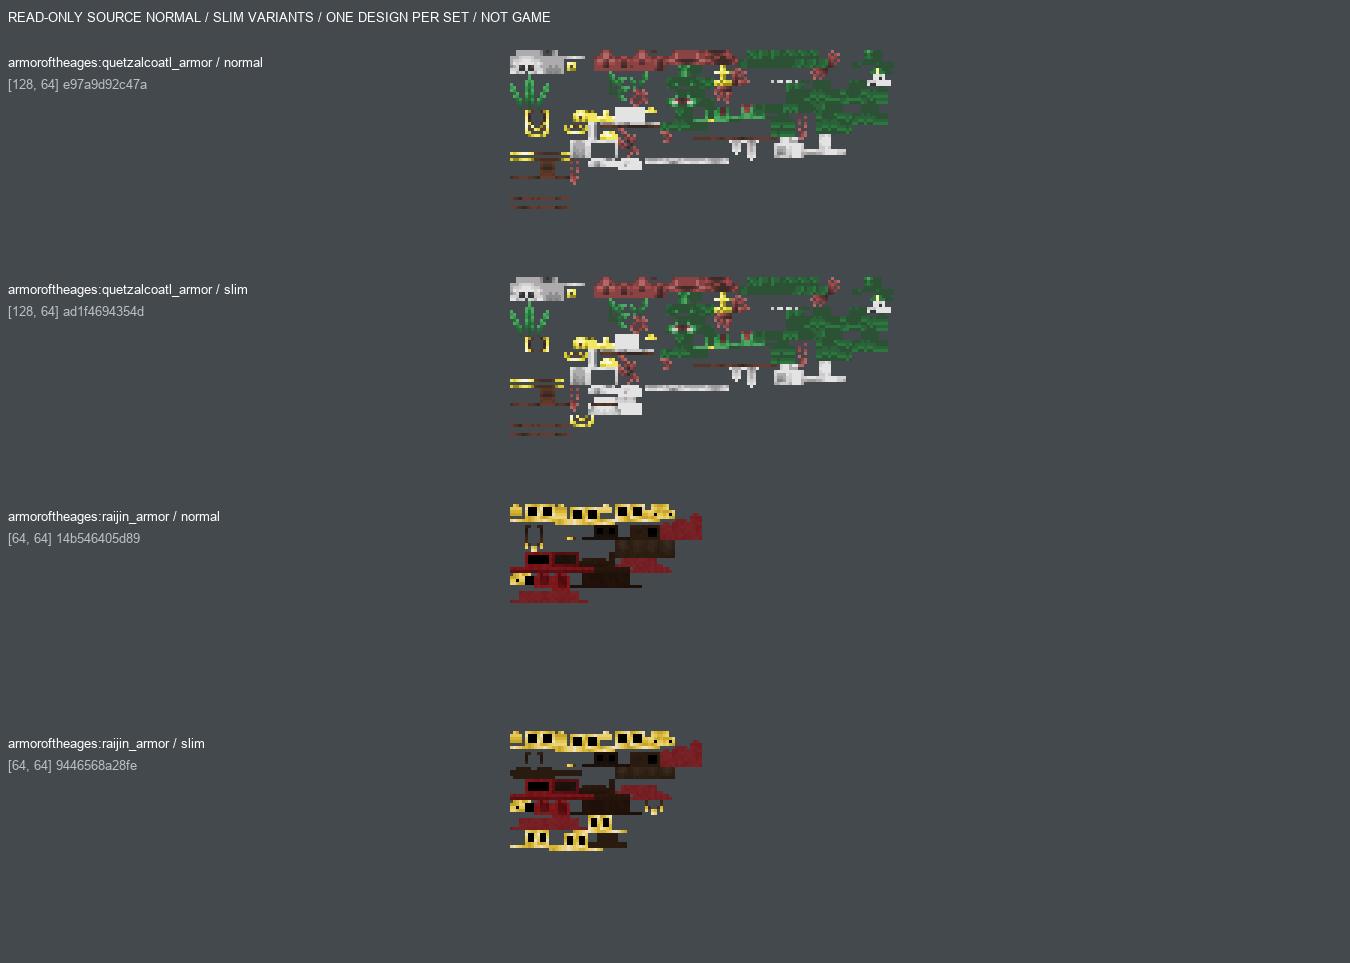 READ-ONLY SOURCE NORMAL / SLIM VARIANTS / ONE DESIGN PER SET / NOT GAME
armoroftheages:quetzalcoatl_armor / normal
[128, 64] e97a9d92c47a
armoroftheages:quetzalcoatl_armor / slim
[128, 64] ad1f4694354d
armoroftheages:raijin_armor / normal
[64, 64] 14b546405d89
armoroftheages:raijin_armor / slim
[64, 64] 9446568a28fe